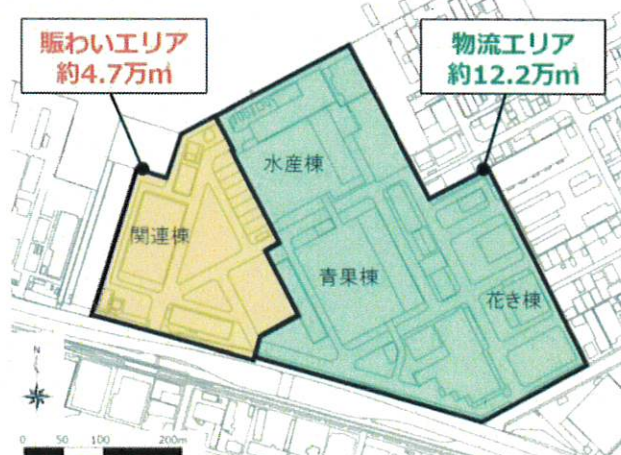 賑わいエリア
約4.7万㎡
物流エリア
約12.2万㎡
水産棟
関連棟
青果棟
花き棟
N
0 50 100 200m